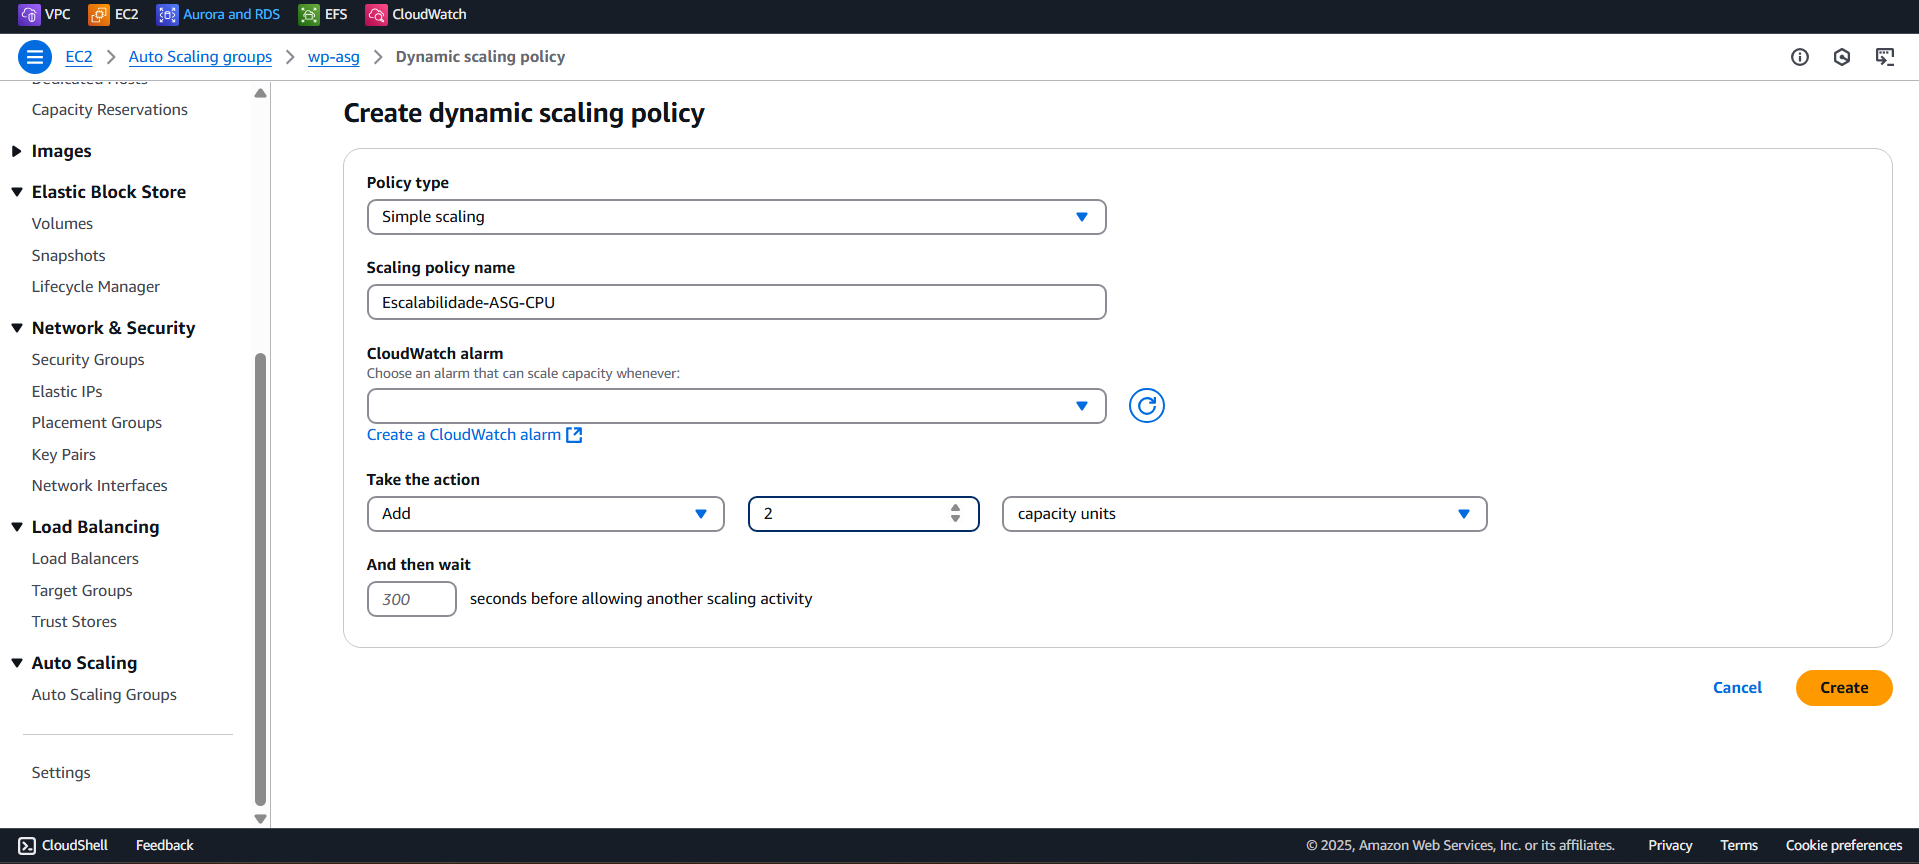 VPC EC2 Aurora and RDS EFS CloudWatch
EC2 Auto Scaling groups wp-asg Dynamic scaling policy
Dedicated Hosts
Capacity Reservations
Images
Elastic Block Store
Volumes
Snapshots
Lifecycle Manager
Network & Security
Security Groups
Elastic IPs
Placement Groups
Key Pairs
Network Interfaces
Load Balancing
Load Balancers
Target Groups
Trust Stores
Auto Scaling
Auto Scaling Groups
Settings
Create dynamic scaling policy
Policy type
Simple scaling
Scaling policy name
Escalabilidade-ASG-CPU
CloudWatch alarm
Choose an alarm that can scale capacity whenever:
Create a CloudWatch alarm
Take the action
Add 2 capacity units
And then wait
300 seconds before allowing another scaling activity
Cancel Create
CloudShell Feedback © 2025, Amazon Web Services, Inc. or its affiliates. Privacy Terms Cookie preferences